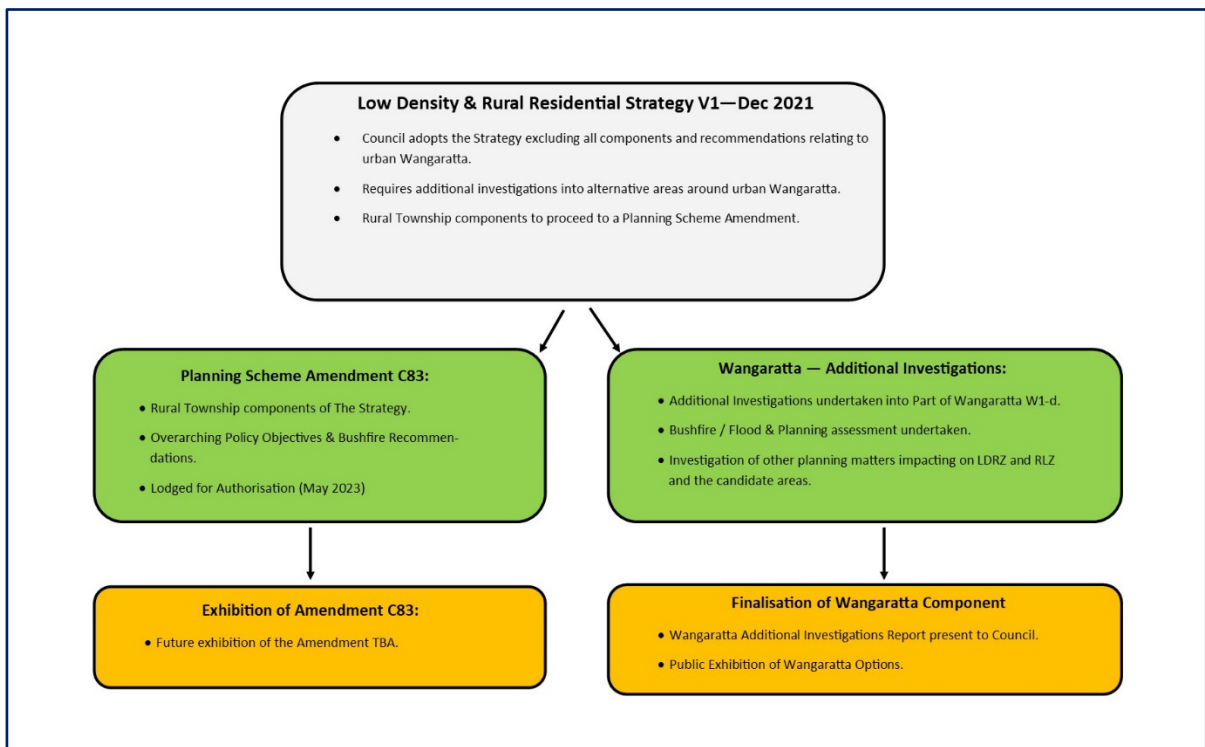 Low Density & Rural Residential Strategy V1—Dec 2021
• Council adopts the Strategy excluding all components and recommendations relating to
urban Wangaratta.
• Requires additional investigations into alternative areas around urban Wangaratta.
• Rural Township components to proceed to a Planning Scheme Amendment.
Planning Scheme Amendment C83:
• Rural Township components of The Strategy.
• Overarching Policy Objectives & Bushfire Recommen-
dations.
• Lodged for Authorisation (May 2023)
Wangaratta — Additional Investigations:
• Additional Investigations undertaken into Part of Wangaratta W1-d.
• Bushfire / Flood & Planning assessment undertaken.
• Investigation of other planning matters impacting on LDRZ and RLZ
and the candidate areas.
Exhibition of Amendment C83:
• Future exhibition of the Amendment TBA.
Finalisation of Wangaratta Component
• Wangaratta Additional Investigations Report present to Council.
• Public Exhibition of Wangaratta Options.